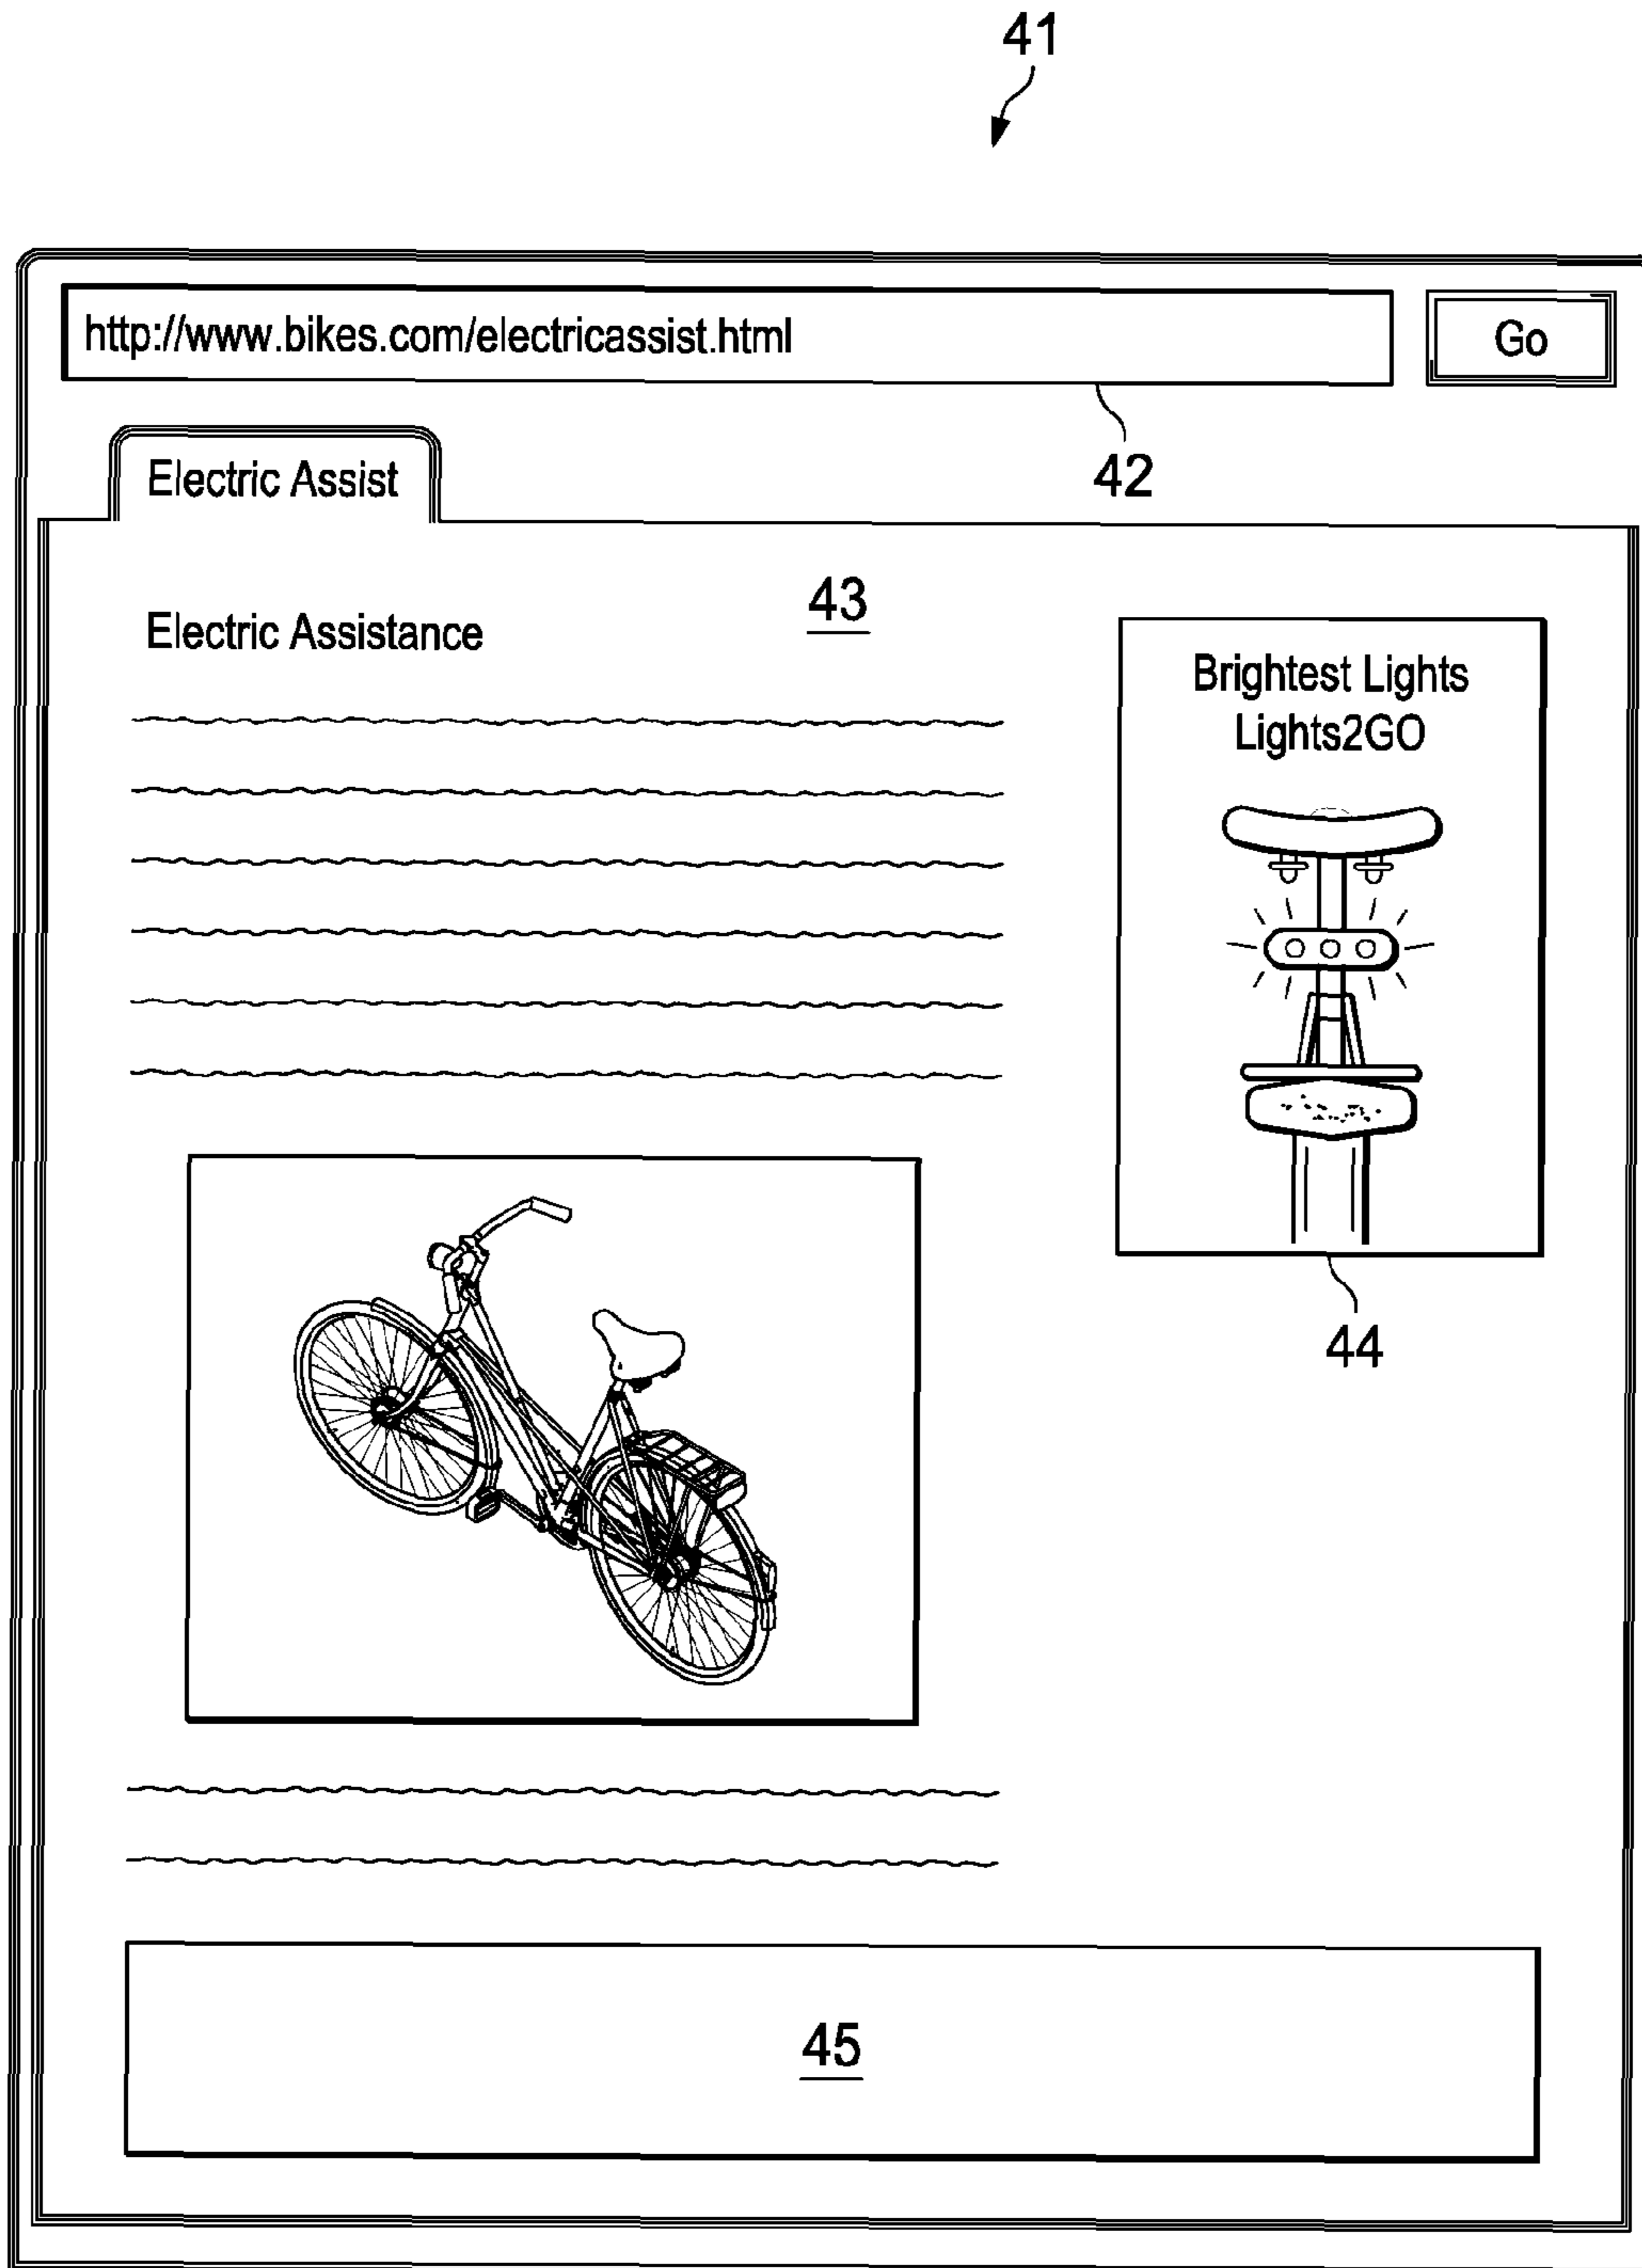 41
http://www.bikes.com/electricassist.html
Go
42
Electric Assist
43
Electric Assistance
Brightest Lights
Lights2GO
44
45